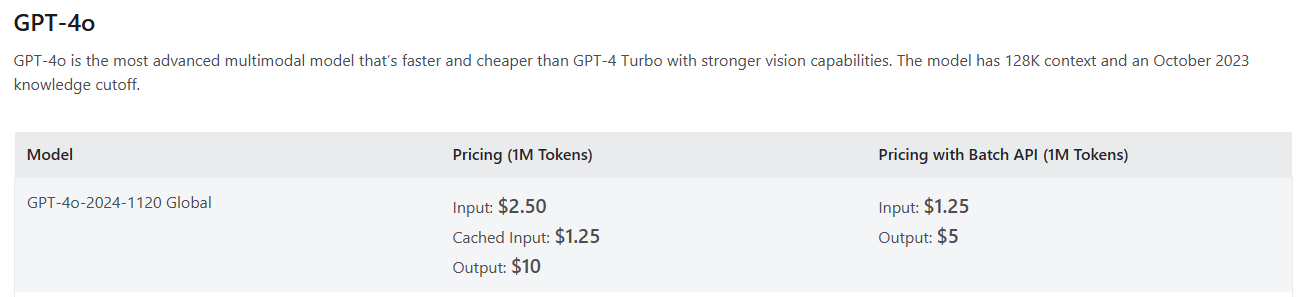 GPT-4o
GPT-4o is the most advanced multimodal model that's faster and cheaper than GPT-4 Turbo with stronger vision capabilities. The model has 128K context and an October 2023
knowledge cutoff.
Model Pricing (1M Tokens) Pricing with Batch API (1M Tokens)
GPT-4o-2024-1120 Global Input: $2.50 Input: $1.25
Cached Input: $1.25 Output: $5
Output: $10